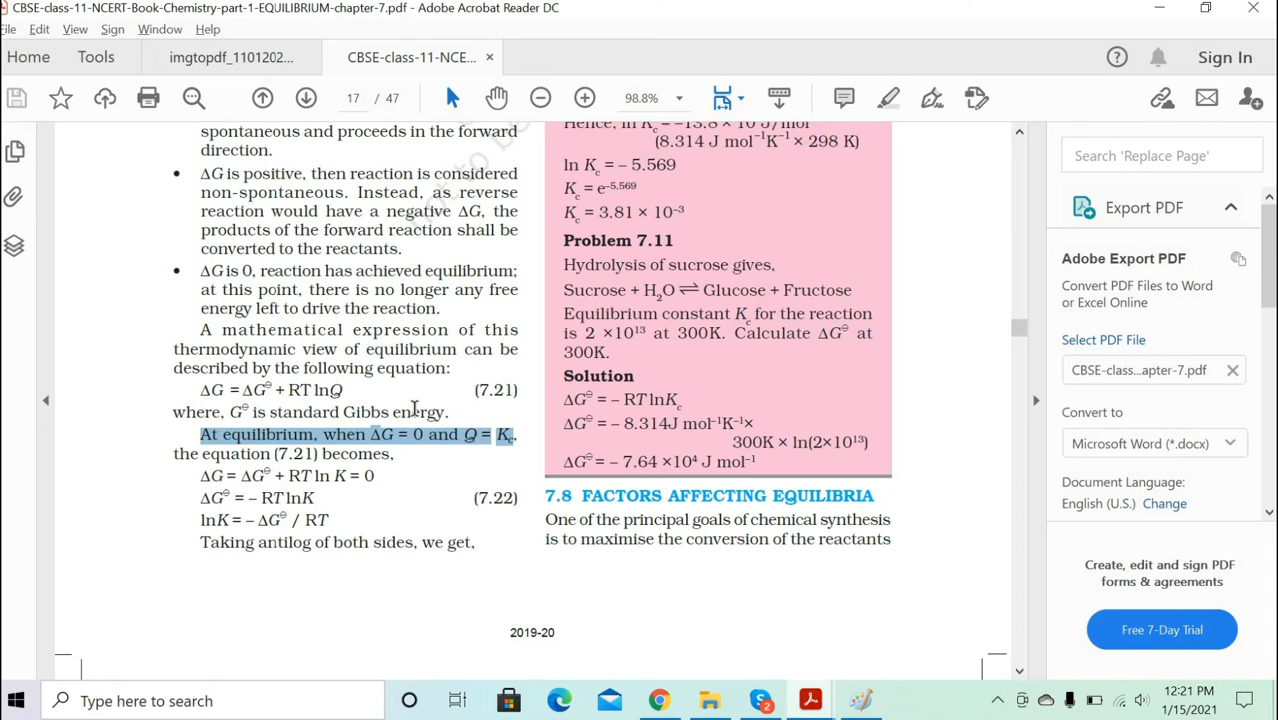 CBSE-class-11-NCERT-Book-Chemistry-part-1-EQUILIBRIUM-chapter-7.pdf - Adobe Acrobat Reader DC
File Edit View Sign Window Help
Home Tools imgtopdf_1101202... CBSE-class-11-NCE... × Sign In
17 / 47 98.8%
spontaneous and proceeds in the forward
direction.
• ΔG is positive, then reaction is considered
non-spontaneous. Instead, as reverse
reaction would have a negative ΔG, the
products of the forward reaction shall be
converted to the reactants.
• ΔG is 0, reaction has achieved equilibrium;
at this point, there is no longer any free
energy left to drive the reaction.
A mathematical expression of this
thermodynamic view of equilibrium can be
described by the following equation:
ΔG = ΔG⊖ + RT lnQ (7.21)
where, G⊖ is standard Gibbs energy.
At equilibrium, when ΔG = 0 and Q = Kc,
the equation (7.21) becomes,
ΔG = ΔG⊖ + RT ln K = 0
ΔG⊖ = – RT lnK (7.22)
lnK = – ΔG⊖ / RT
Taking antilog of both sides, we get,
not to be
Hence, ln Kc = –13.8 × 10 J/mol
(8.314 J mol⁻¹K⁻¹ × 298 K)
ln Kc = – 5.569
Kc = e⁻⁵·⁵⁶⁹
Kc = 3.81 × 10⁻³
Problem 7.11
Hydrolysis of sucrose gives,
Sucrose + H₂O ⇌ Glucose + Fructose
Equilibrium constant Kc for the reaction
is 2 ×10¹³ at 300K. Calculate ΔG⊖ at
300K.
Solution
ΔG⊖ = – RT lnKc
ΔG⊖ = – 8.314J mol⁻¹K⁻¹×
300K × ln(2×10¹³)
ΔG⊖ = – 7.64 ×10⁴ J mol⁻¹
7.8 FACTORS AFFECTING EQUILIBRIA
One of the principal goals of chemical synthesis
is to maximise the conversion of the reactants
2019-20
Search 'Replace Page'
Export PDF
Adobe Export PDF
Convert PDF Files to Word
or Excel Online
Select PDF File
CBSE-class...apter-7.pdf ×
Convert to
Microsoft Word (*.docx)
Document Language:
English (U.S.) Change
Create, edit and sign PDF
forms & agreements
Free 7-Day Trial
Type here to search
2
12:21 PM
1/15/2021